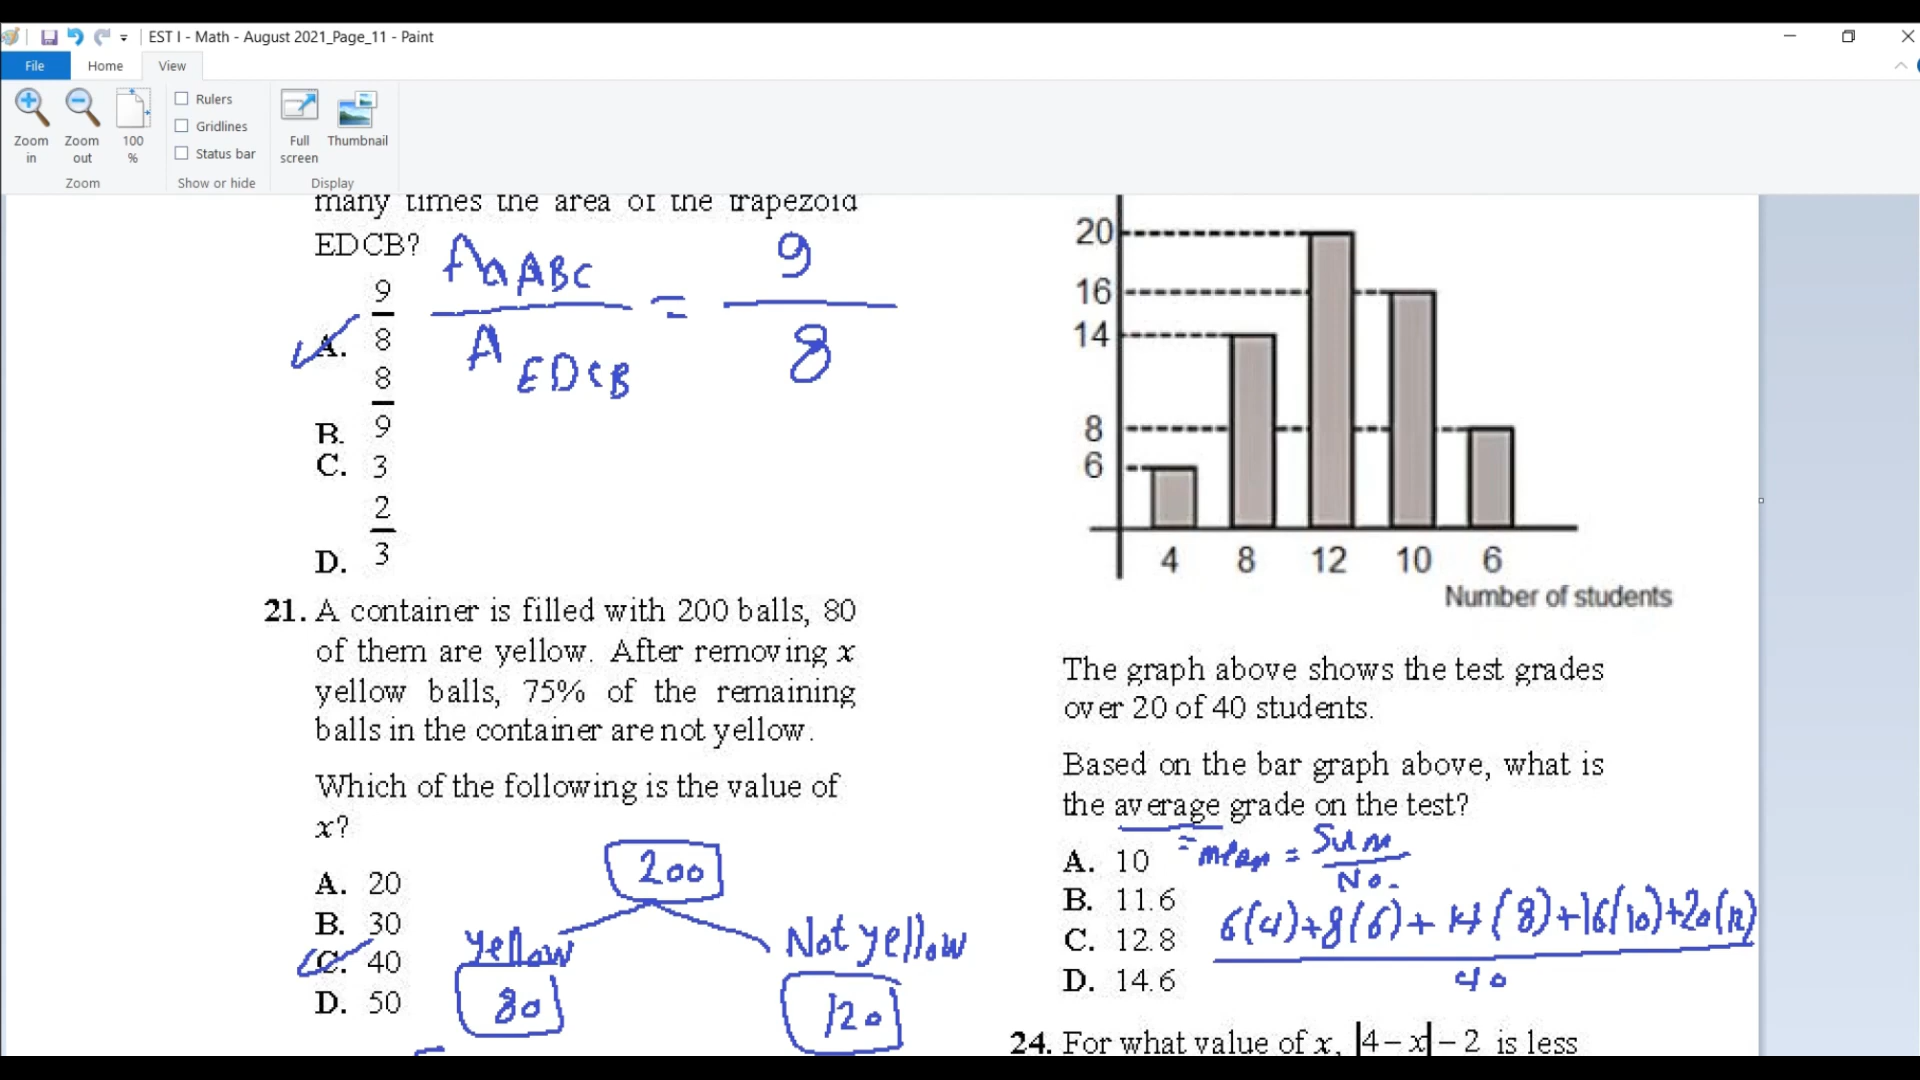 EST I - Math - August 2021_Page_11 - Paint
File Home View
Zoom in
Zoom out
100 %
Zoom
Rulers
Gridlines
Status bar
Show or hide
Full screen
Thumbnail
Display
many times the area of the trapezoid
EDCB?
A. 9/8
B. 8/9
C. 3
D. 2/3
A ABC / A EDCB = 9 / 8
21. A container is filled with 200 balls, 80
of them are yellow. After removing x
yellow balls, 75% of the remaining
balls in the container are not yellow.
Which of the following is the value of
x?
A. 20
B. 30
C. 40
D. 50
200
yellow
Not yellow
80
120
20
16
14
8
6
4 8 12 10 6
Number of students
The graph above shows the test grades
over 20 of 40 students.
Based on the bar graph above, what is
the average grade on the test?
A. 10
B. 11.6
C. 12.8
D. 14.6
= mean = Sum / No.
6(4)+8(6)+14(8)+16(10)+20(12)
40
24. For what value of x, |4−x|−2 is less